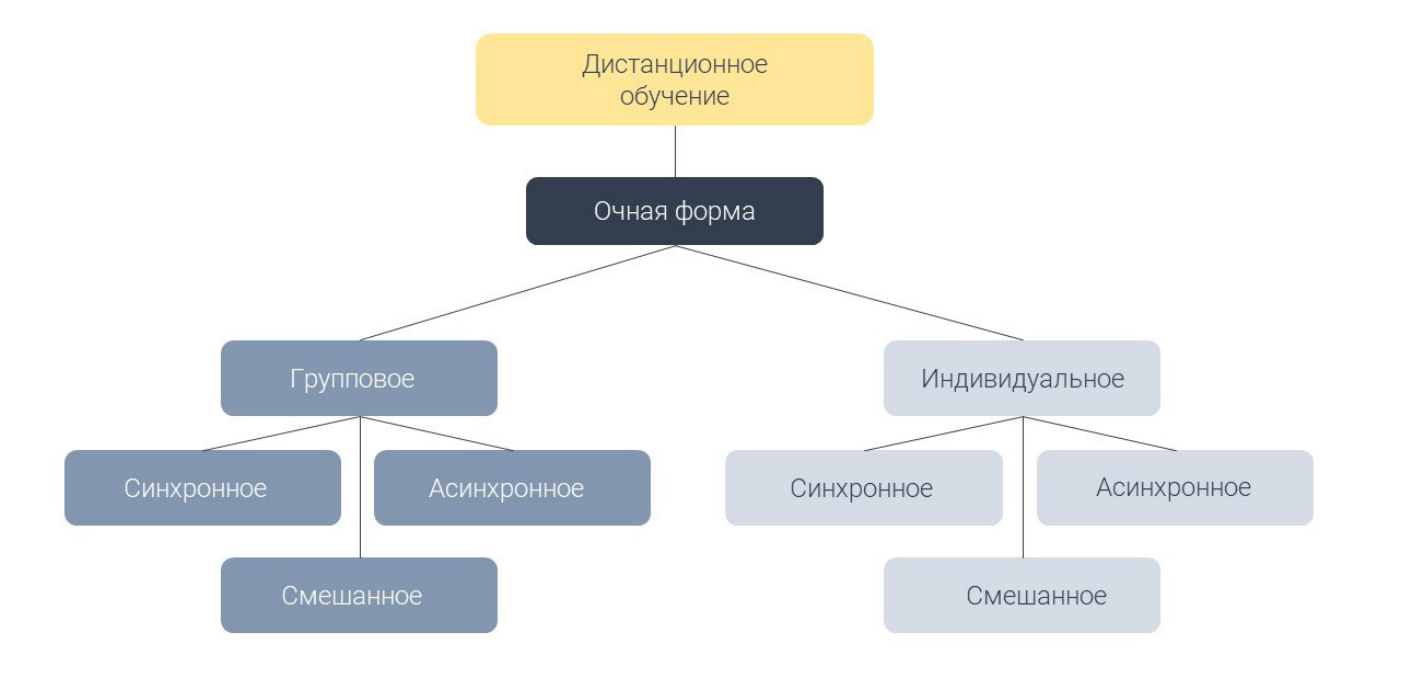 Дистанционное
обучение
Очная форма
Групповое
Индивидуальное
Синхронное
Асинхронное
Синхронное
Асинхронное
Смешанное
Смешанное